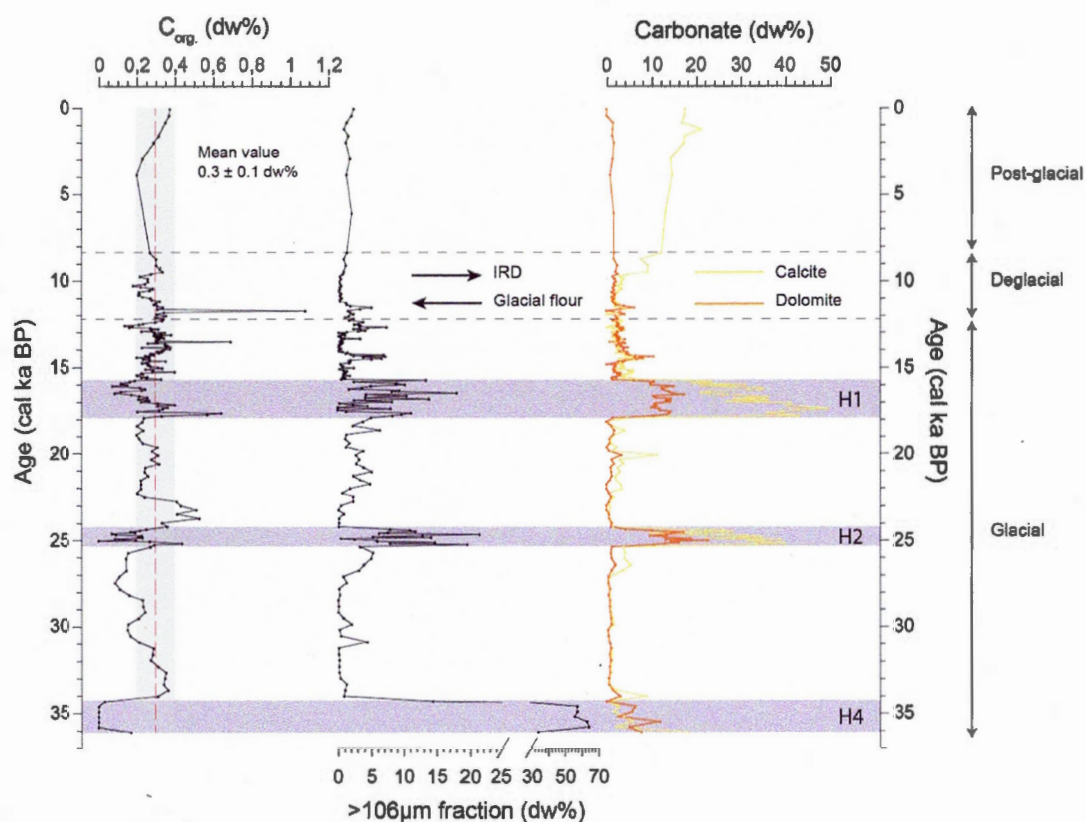 C org. (dw%)
0 0,2 0,4 0,6 0,8 1 1,2
Carbonate (dw%)
0 10 20 30 40 50
Mean value
0.3 ± 0.1 dw%
IRD
Glacial flour
Calcite
Dolomite
H1
H2
H4
Age (cal ka BP)
0
5
10
15
20
25
30
35
Age (cal ka BP)
0
5
10
15
20
25
30
35
Post-glacial
Deglacial
Glacial
0 5 10 15 20 25 30 50 60 70
>106µm fraction (dw%)